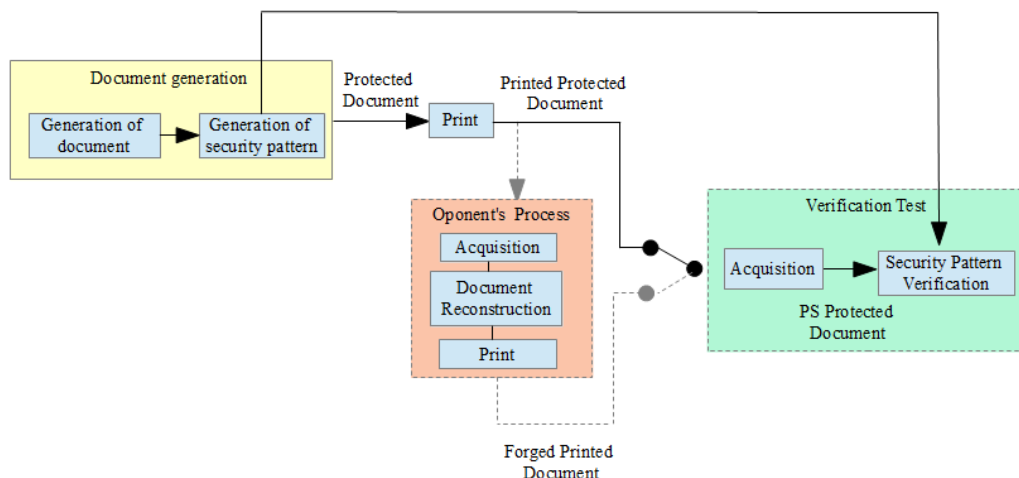 Document generation
Generation of
document
Generation of
security pattern
Protected
Document
Print
Printed Protected
Document
Oponent's Process
Acquisition
Document
Reconstruction
Print
Forged Printed
Document
Verification Test
Acquisition
Security Pattern
Verification
PS Protected
Document